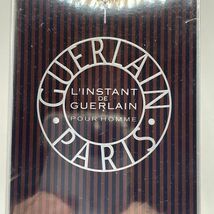 GUERLAIN
L'INSTANT
DE
GUERLAIN
POUR HOMME
PARIS